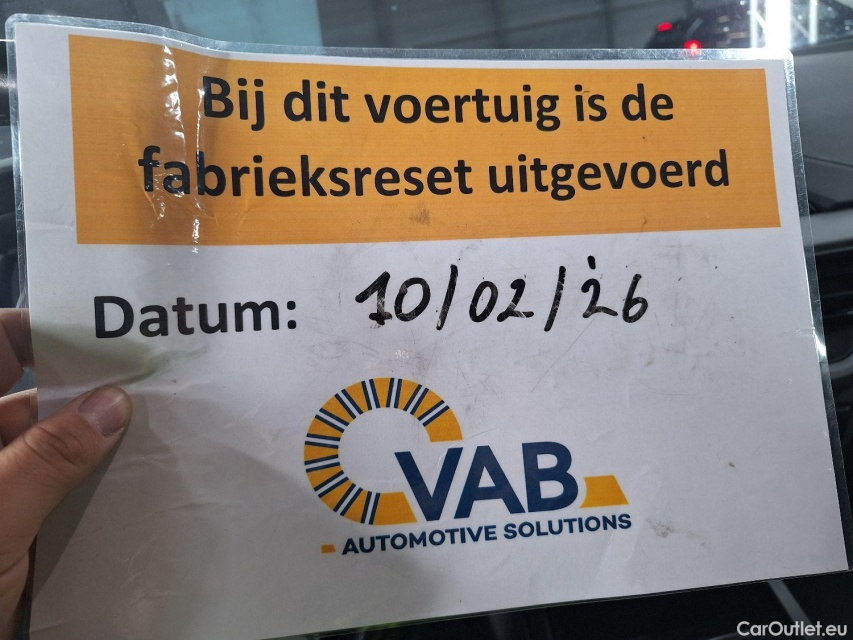 Bij dit voertuig is de
fabrieksreset uitgevoerd
Datum: 10/02/'26
VAB
AUTOMOTIVE SOLUTIONS
CarOutlet.eu